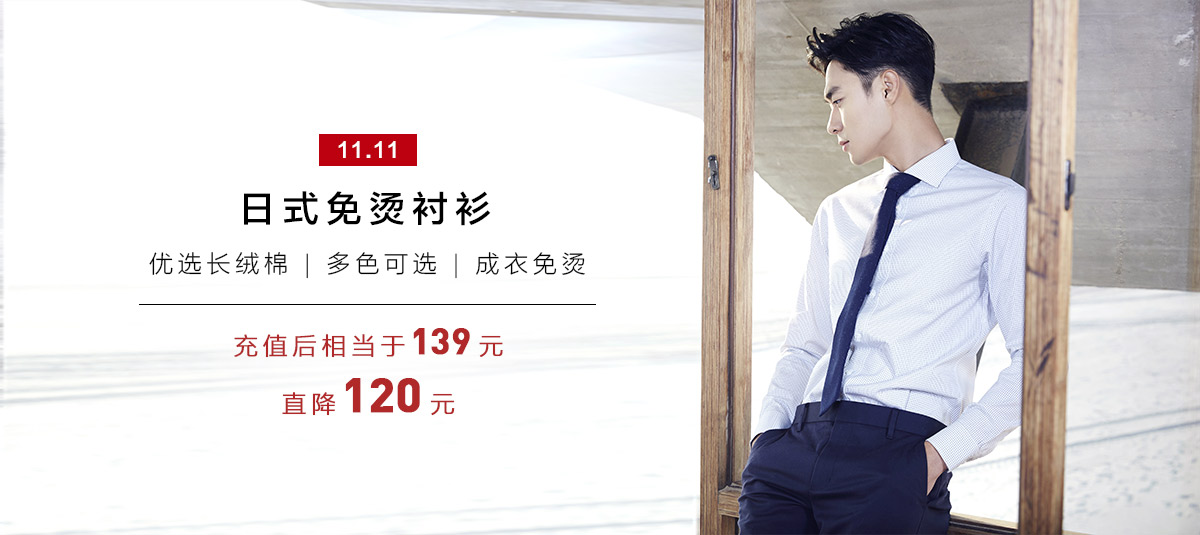 11.11
日式免烫衬衫
优选长绒棉 | 多色可选 | 成衣免烫
充值后相当于139元
直降120元